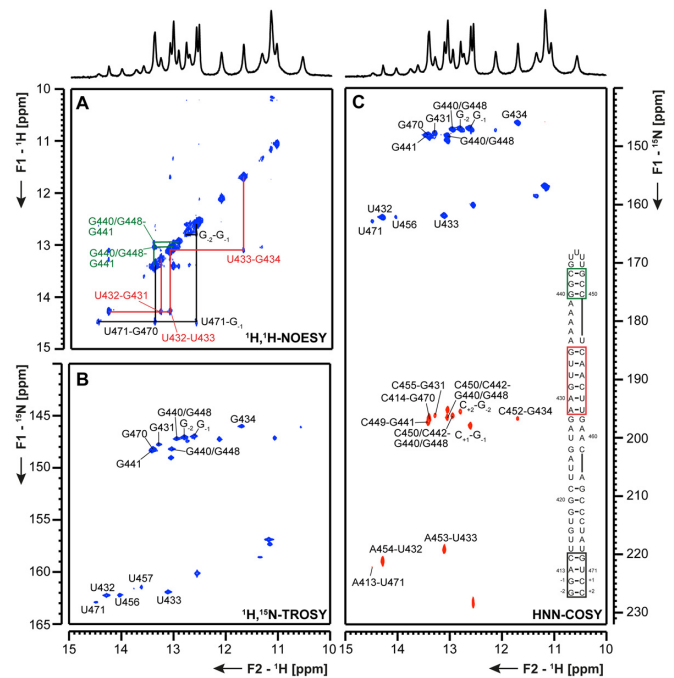 A
F1 - ¹H [ppm]
10
11
12
13
14
15
G440/G448-
G441
G440/G448-
G441
G₋₂-G₋₁
U433-G434
U432-G431
U471-G470
U471-G₋₁
U432-U433
¹H,¹H-NOESY
B
F1 - ¹⁵N [ppm]
145
150
155
160
165
G440/G448
G431
G₋₂
G₋₁
G434
G470
G441
G440/G448
U457
U432
U471
U456
U433
¹H,¹⁵N-TROSY
15
14
13
12
11
10
F2 - ¹H [ppm]
C
F1 - ¹⁵N [ppm]
150
160
170
180
190
200
210
220
230
G440/G448
G431
G₋₂
G₋₁
G434
G470
G441
G440/G448
U432
U471
U456
U433
C455-G431
C414-G470
C450/C442-
G440/G448
C₊₂-G₋₂
C452-G434
C449-G441
C450/C442-
G440/G448
C₊₁-G₋₁
A454-U432
A453-U433
A413-U471
HNN-COSY
440
450
430
460
420
413
471
-1
+1
-2
+2
15
14
13
12
11
10
F2 - ¹H [ppm]